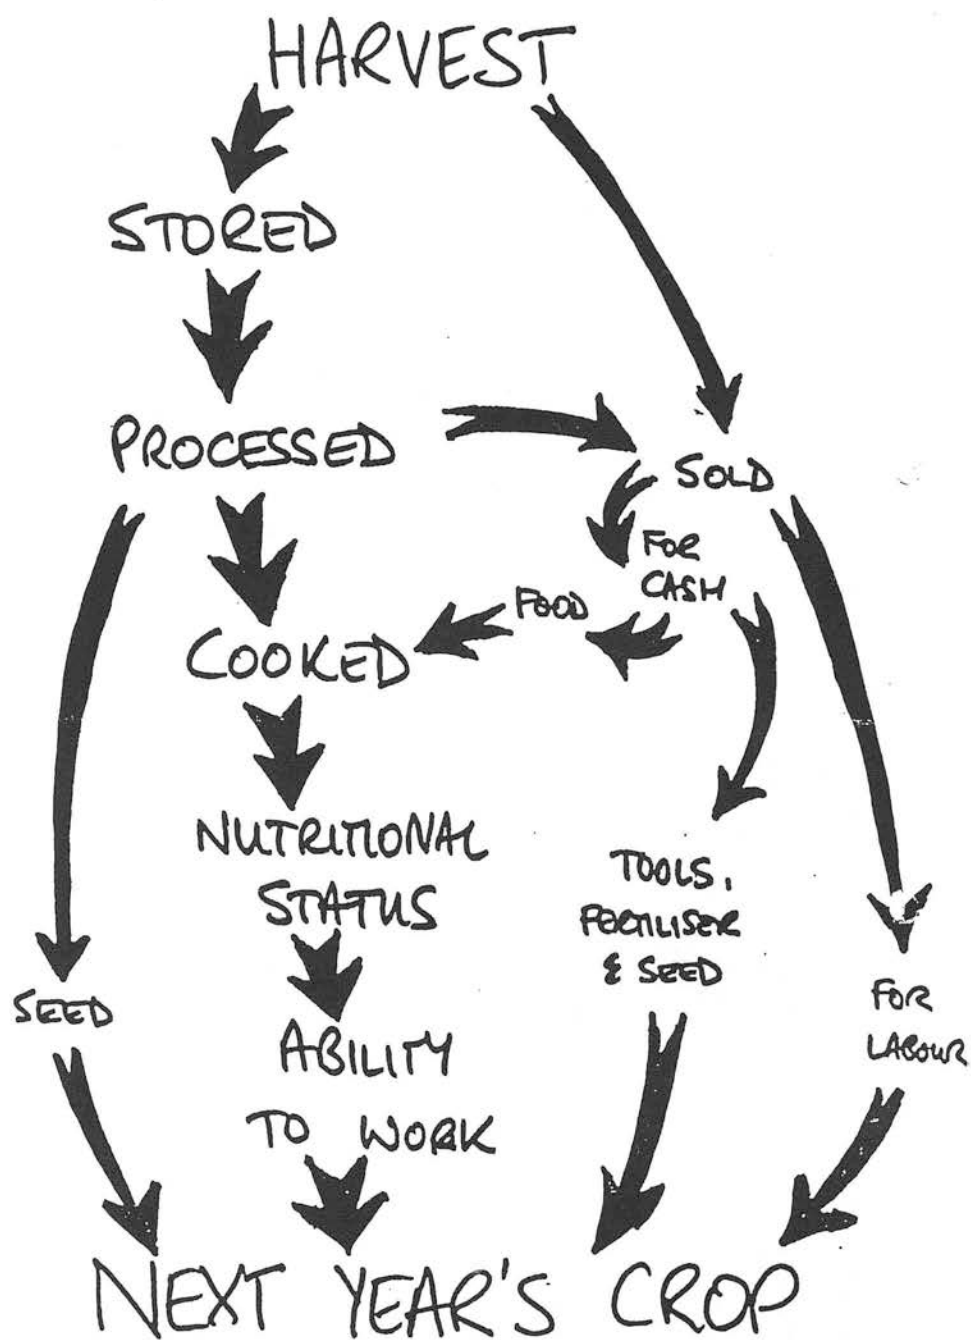 HARVEST
STORED
PROCESSED
SOLD
FOR
CASH
FOOD
COOKED
NUTRITIONAL
STATUS
TOOLS,
FERTILISER
& SEED
SEED
FOR
LABOUR
ABILITY
TO WORK
NEXT YEAR'S CROP